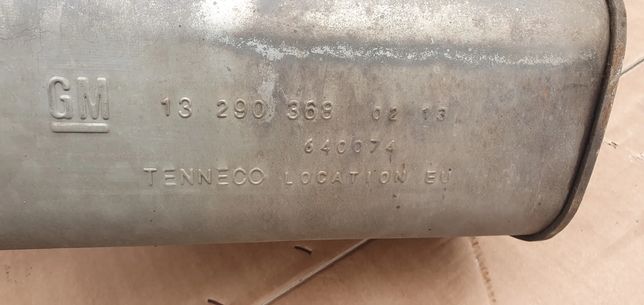 GM 13 290 369 02 13
640074
TENNECO LOCATION EU